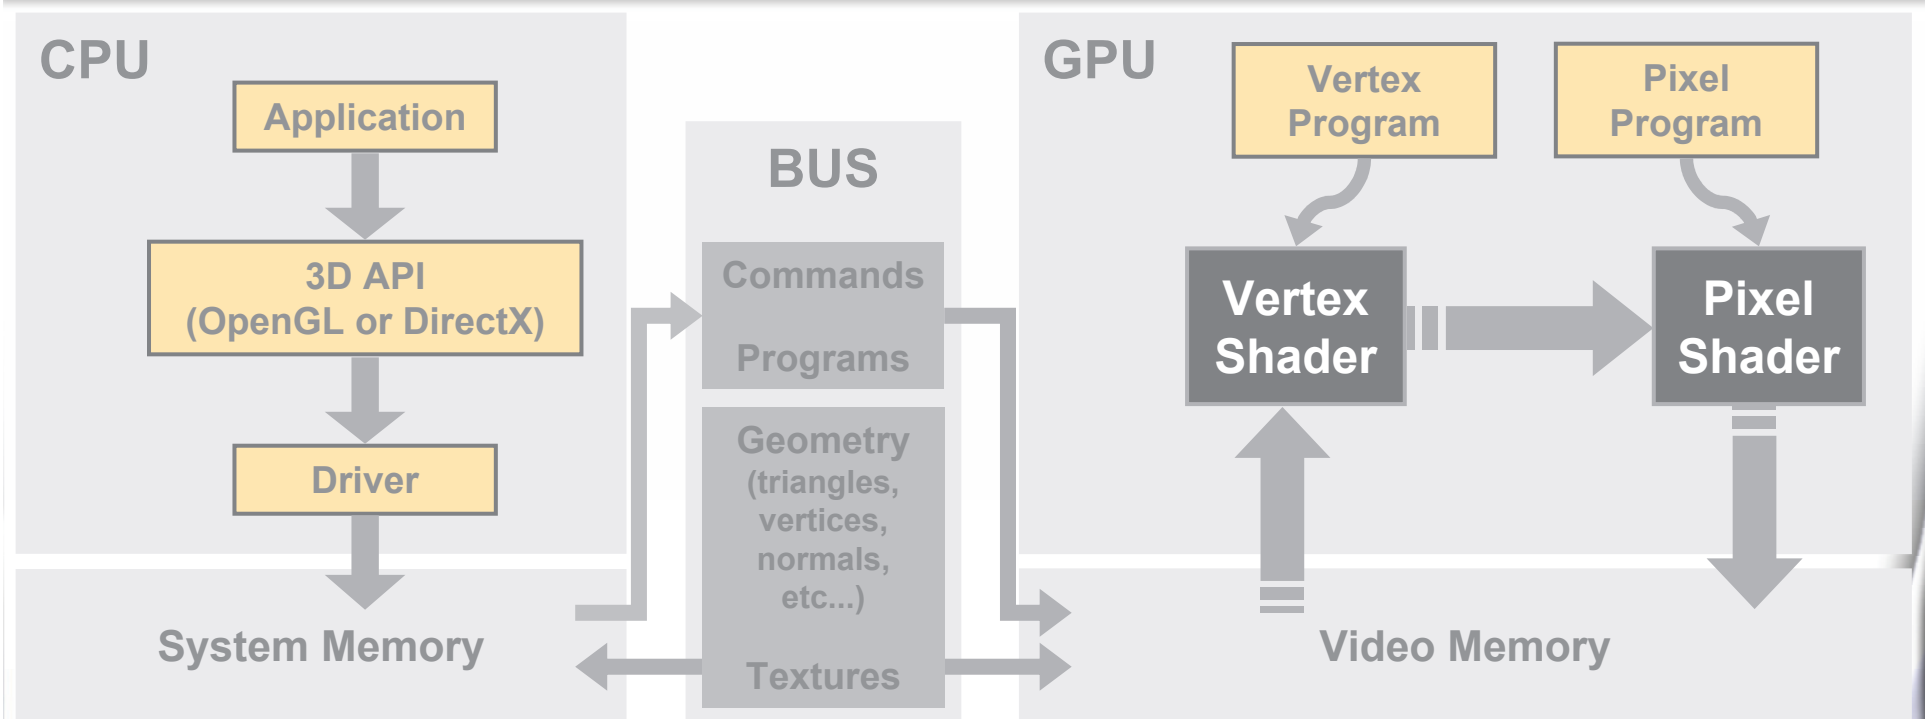 CPU
Application
3D API
(OpenGL or DirectX)
Driver
System Memory
BUS
Commands
Programs
Geometry
(triangles,
vertices,
normals,
etc...)
Textures
GPU
Vertex
Program
Pixel
Program
Vertex
Shader
Pixel
Shader
Video Memory